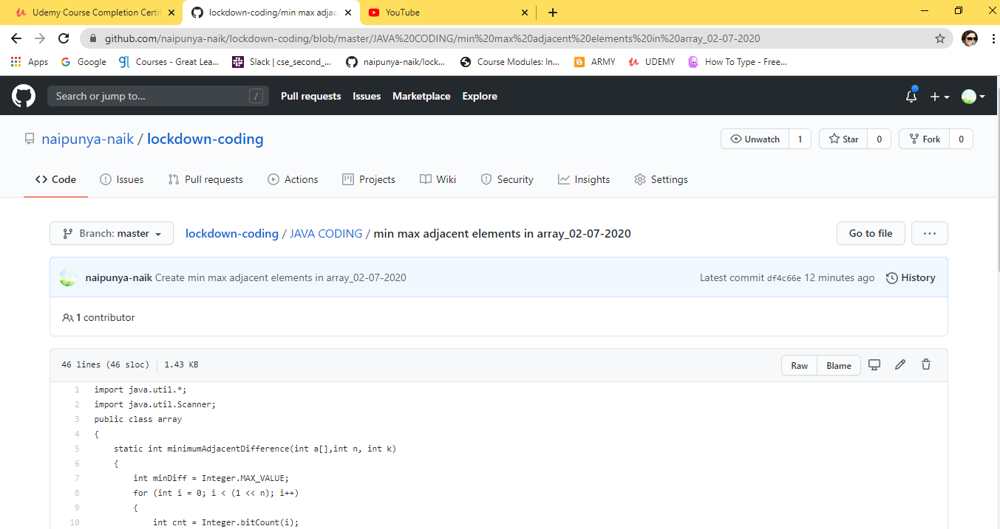 Udemy Course Completion Certif
lockdown-coding/min max adjac
YouTube
github.com/naipunya-naik/lockdown-coding/blob/master/JAVA%20CODING/min%20max%20adjacent%20elements%20in%20array_02-07-2020
Apps Google Courses - Great Lea... Slack | cse_second_... naipunya-naik/lock... Course Modules: In... ARMY UDEMY How To Type - Free...
Search or jump to... / Pull requests Issues Marketplace Explore
naipunya-naik / lockdown-coding Unwatch 1 Star 0 Fork 0
Code Issues Pull requests Actions Projects Wiki Security Insights Settings
Branch: master lockdown-coding / JAVA CODING / min max adjacent elements in array_02-07-2020 Go to file ...
naipunya-naik Create min max adjacent elements in array_02-07-2020 Latest commit df4c66e 12 minutes ago History
1 contributor
46 lines (46 sloc) 1.43 KB Raw Blame
1 import java.util.*;
2 import java.util.Scanner;
3 public class array
4 {
5 static int minimumAdjacentDifference(int a[],int n, int k)
6 {
7 int minDiff = Integer.MAX_VALUE;
8 for (int i = 0; i < (1 << n); i++)
9 {
10 int cnt = Integer.bitCount(i);